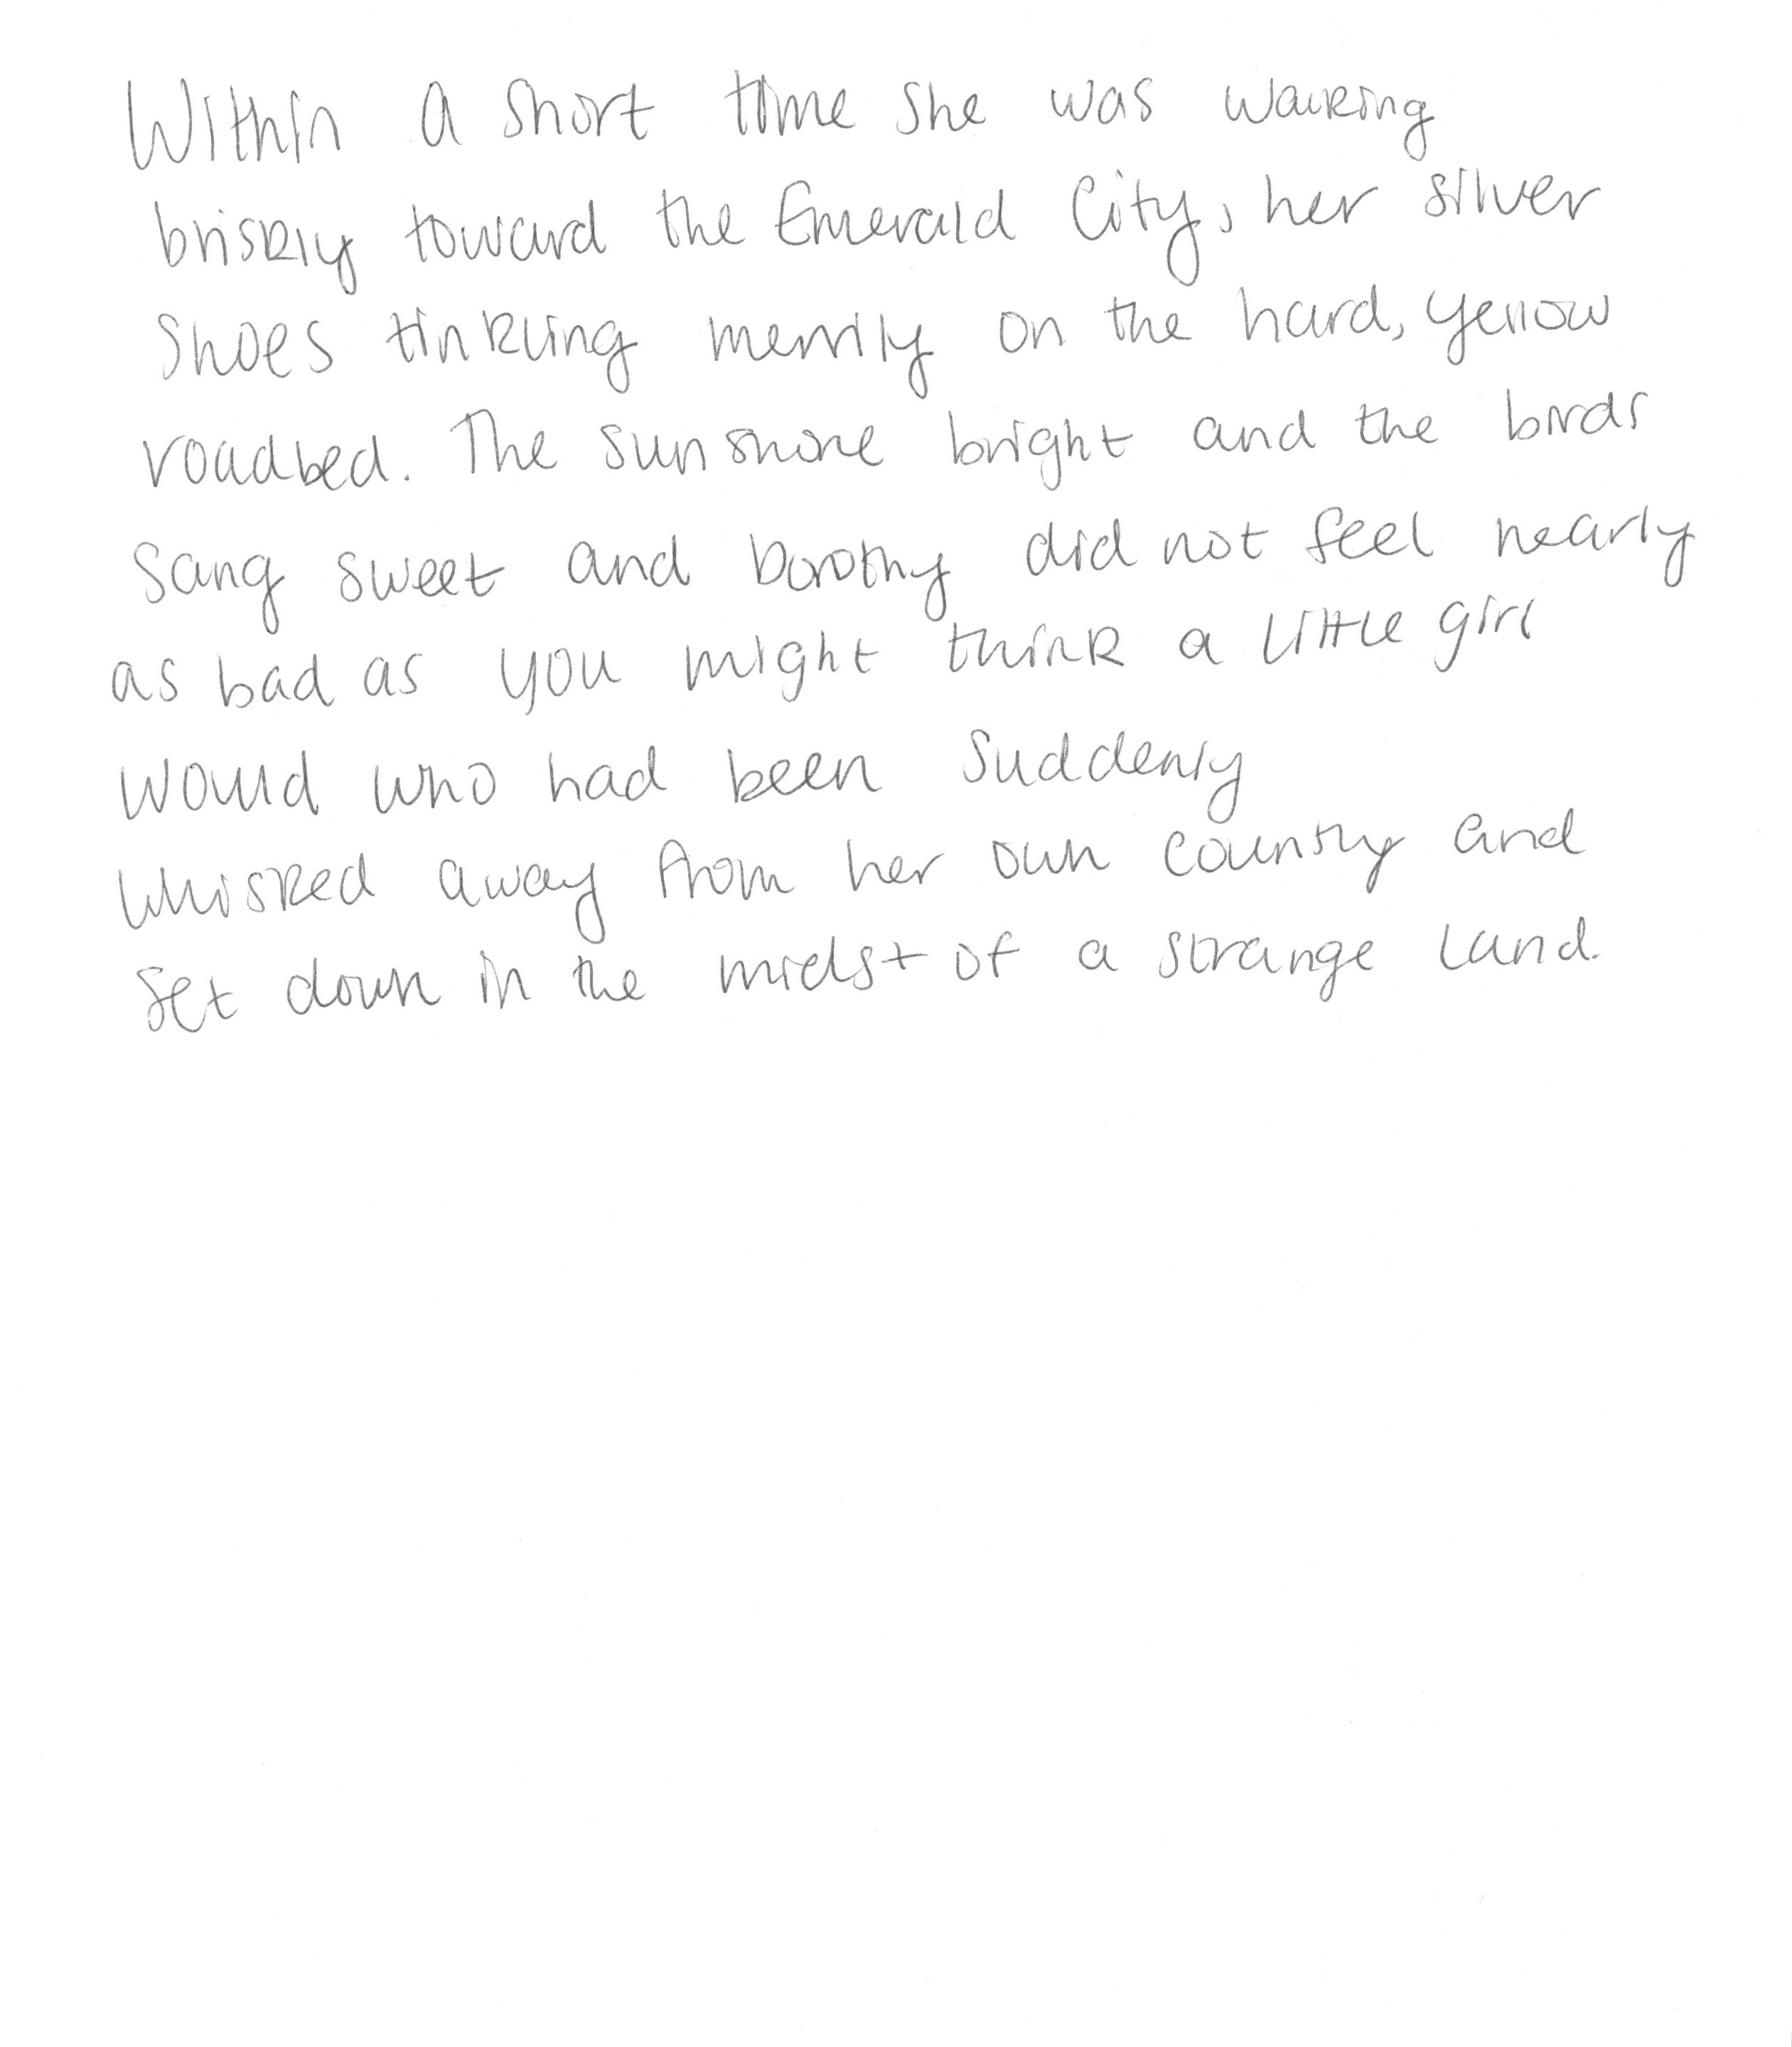 Within a short time she was walking
briskly toward the Emerald City, her silver
shoes tinkling merrily on the hard, yellow
roadbed. The sun shone bright and the birds
sang sweet and Dorothy did not feel nearly
as bad as you might think a little girl
would who had been suddenly
whisked away from her own country and
set down in the midst of a strange land.